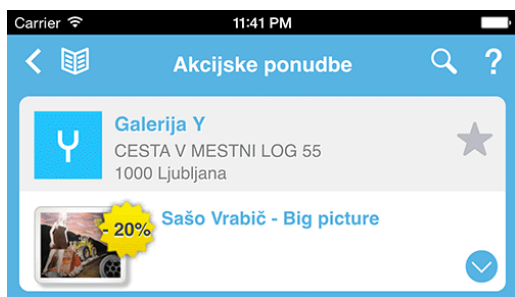 Carrier 11:41 PM
Akcijske ponudbe ?
Galerija Y
CESTA V MESTNI LOG 55
1000 Ljubljana
Sašo Vrabič - Big picture
- 20%